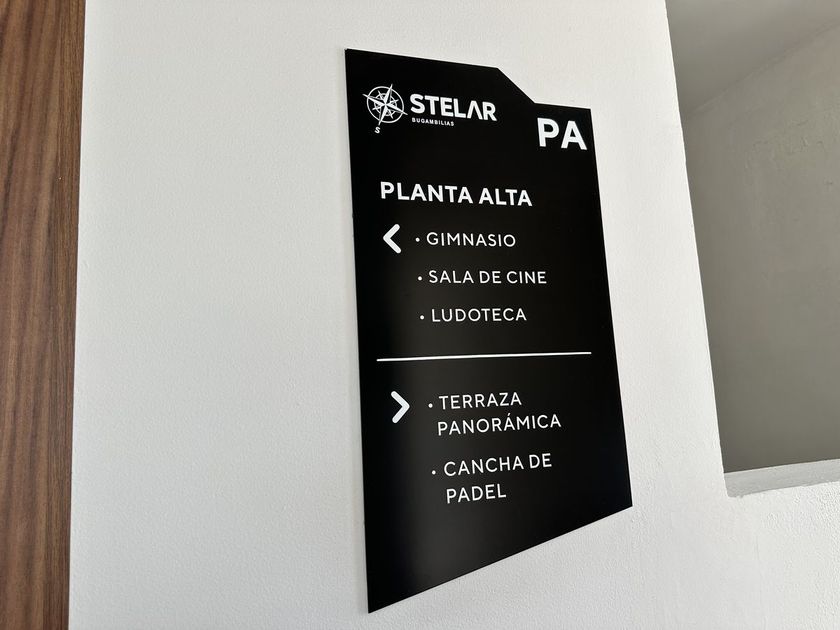 STELAR
BUGAMBILIAS
S
PA
PLANTA ALTA
• GIMNASIO
• SALA DE CINE
• LUDOTECA
• TERRAZA
PANORÁMICA
• CANCHA DE
PADEL